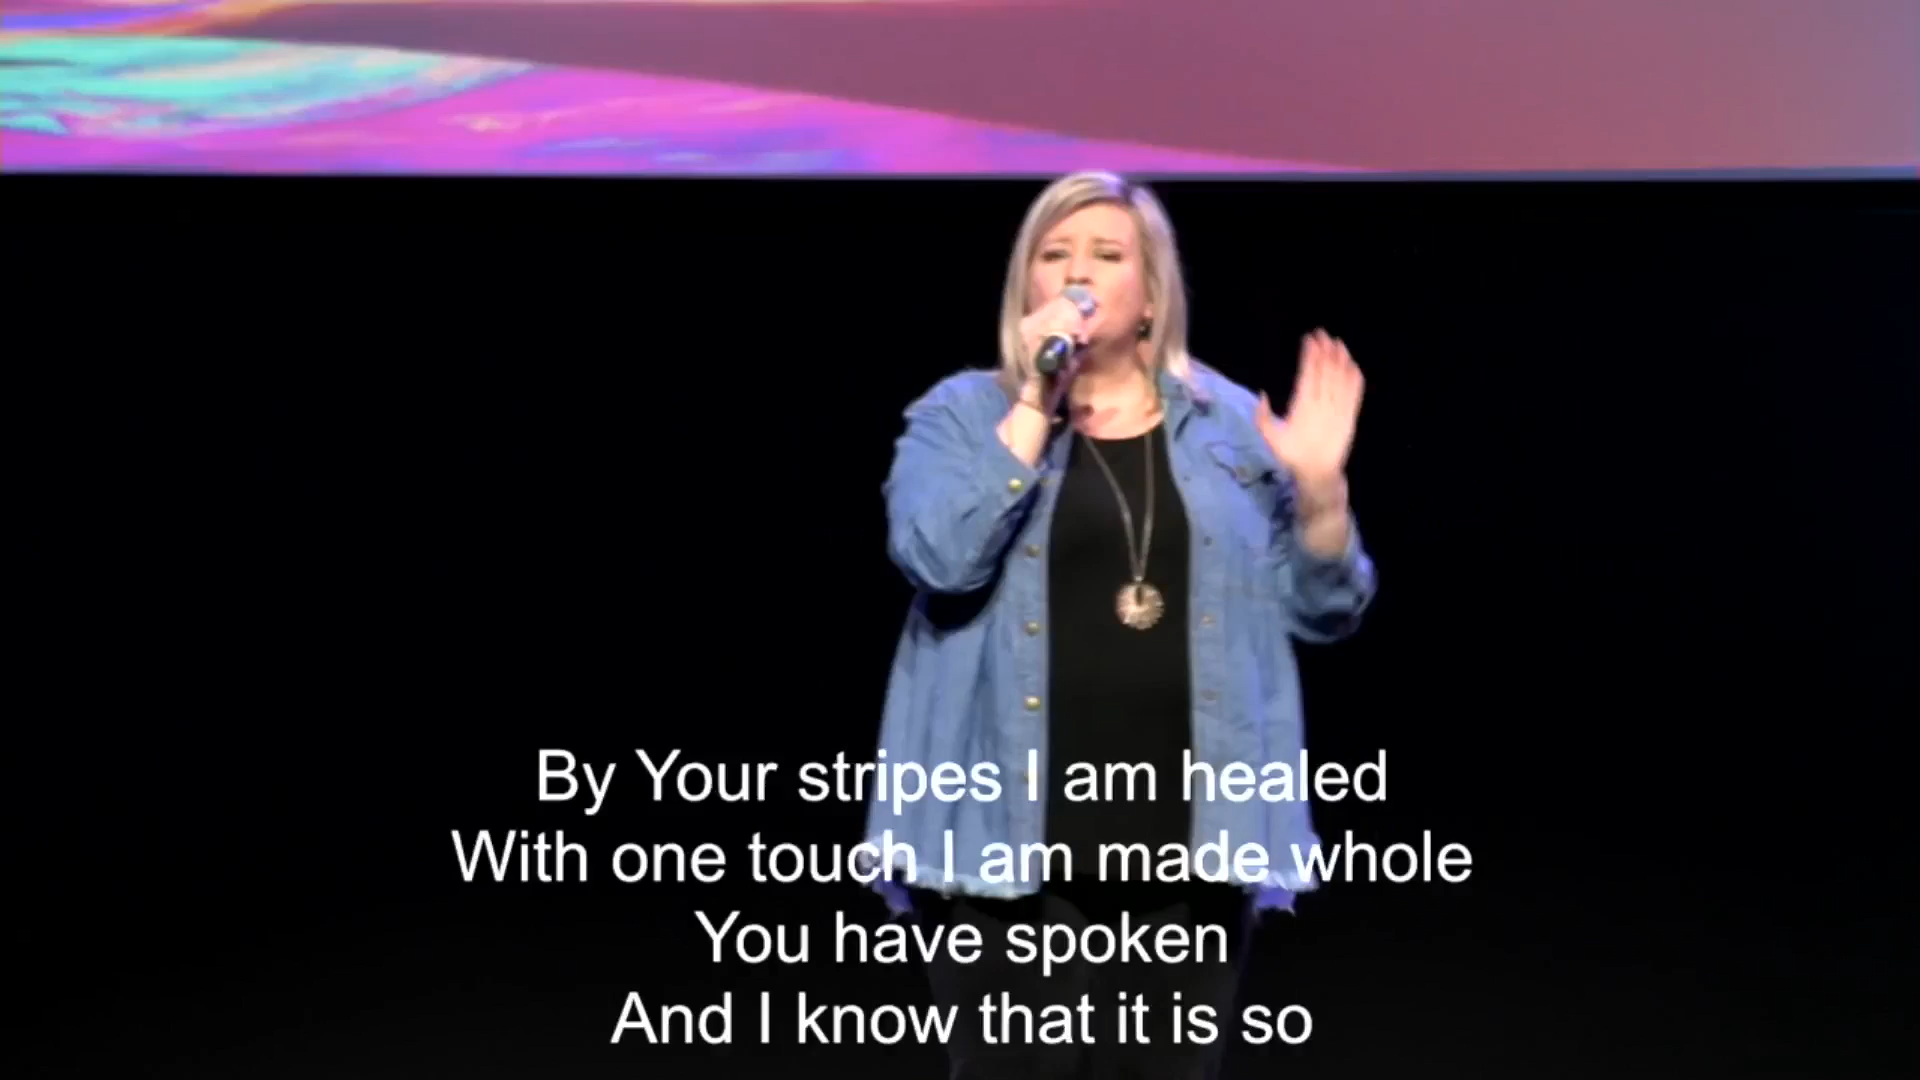 By Your stripes I am healed
With one touch I am made whole
You have spoken
And I know that it is so